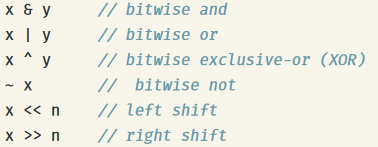 x & y    // bitwise and
x | y    // bitwise or
x ^ y    // bitwise exclusive-or (XOR)
~ x      //  bitwise not
x << n   // left shift
x >> n   // right shift